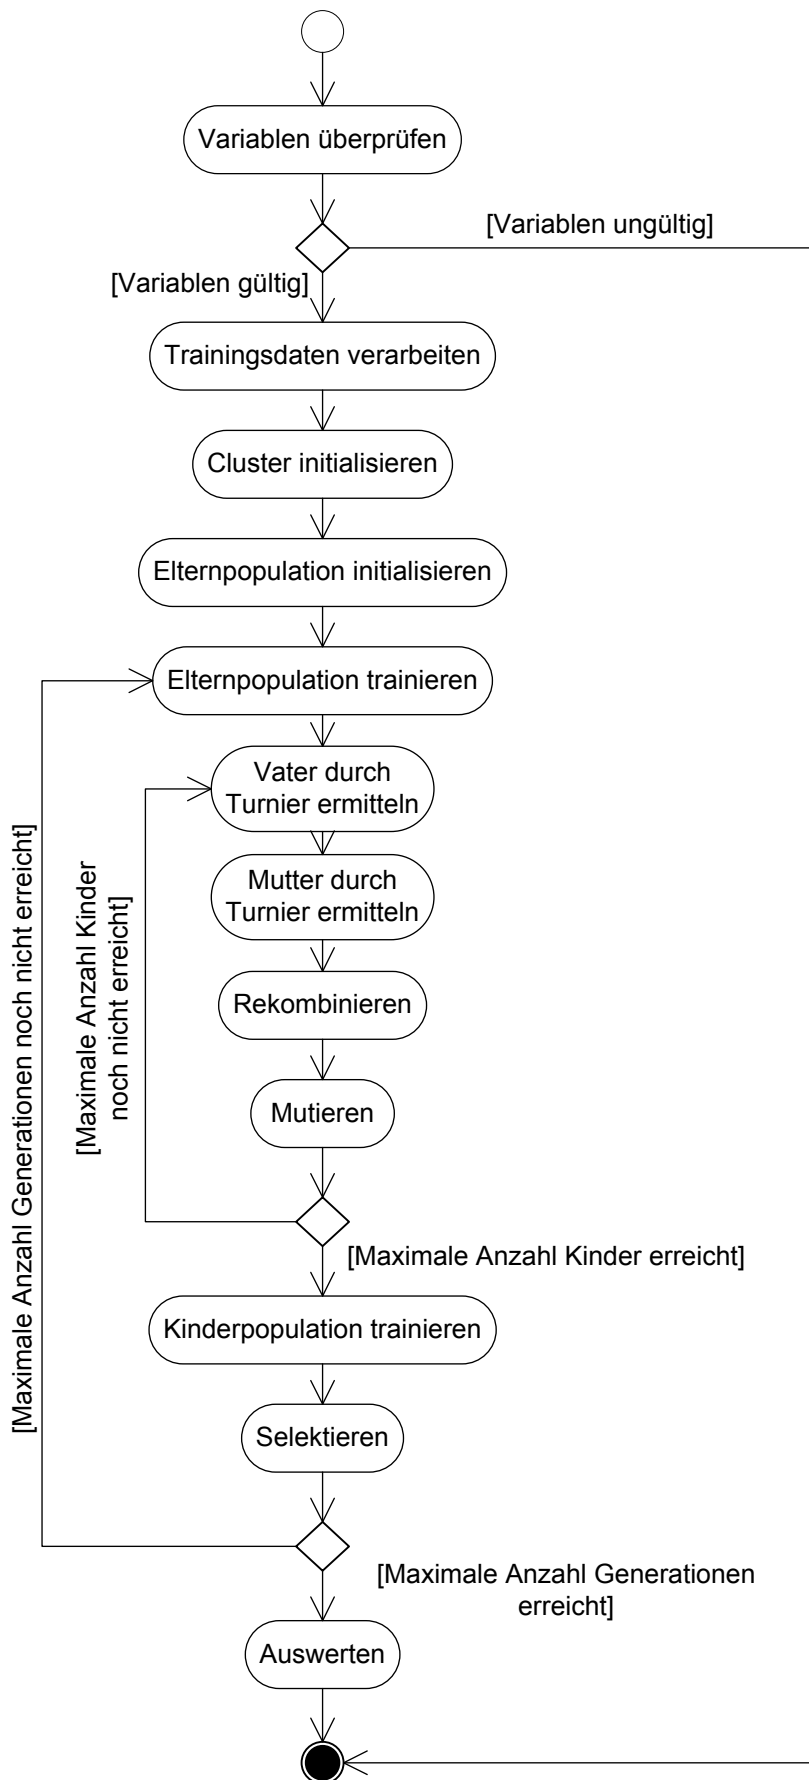 Variablen überprüfen
[Variablen ungültig]
[Variablen gültig]
Trainingsdaten verarbeiten
Cluster initialisieren
Elternpopulation initialisieren
Elternpopulation trainieren
Vater durch
Turnier ermitteln
Mutter durch
Turnier ermitteln
[Maximale Anzahl Generationen noch nicht erreicht]
[Maximale Anzahl Kinder
noch nicht erreicht]
Rekombinieren
Mutieren
[Maximale Anzahl Kinder erreicht]
Kinderpopulation trainieren
Selektieren
[Maximale Anzahl Generationen
erreicht]
Auswerten